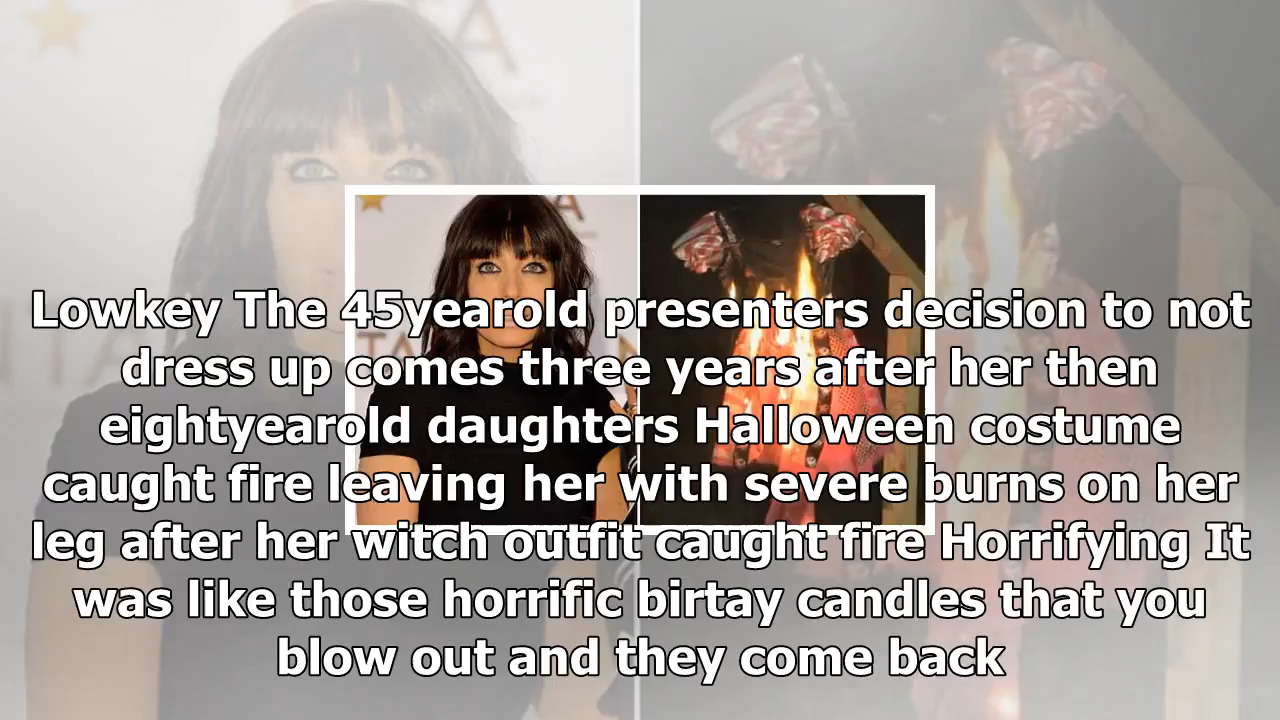 Lowkey The 45yearold presenters decision to not
dress up comes three years after her then
eightyearold daughters Halloween costume
caught fire leaving her with severe burns on her
leg after her witch outfit caught fire Horrifying It
was like those horrific birtay candles that you
blow out and they come back